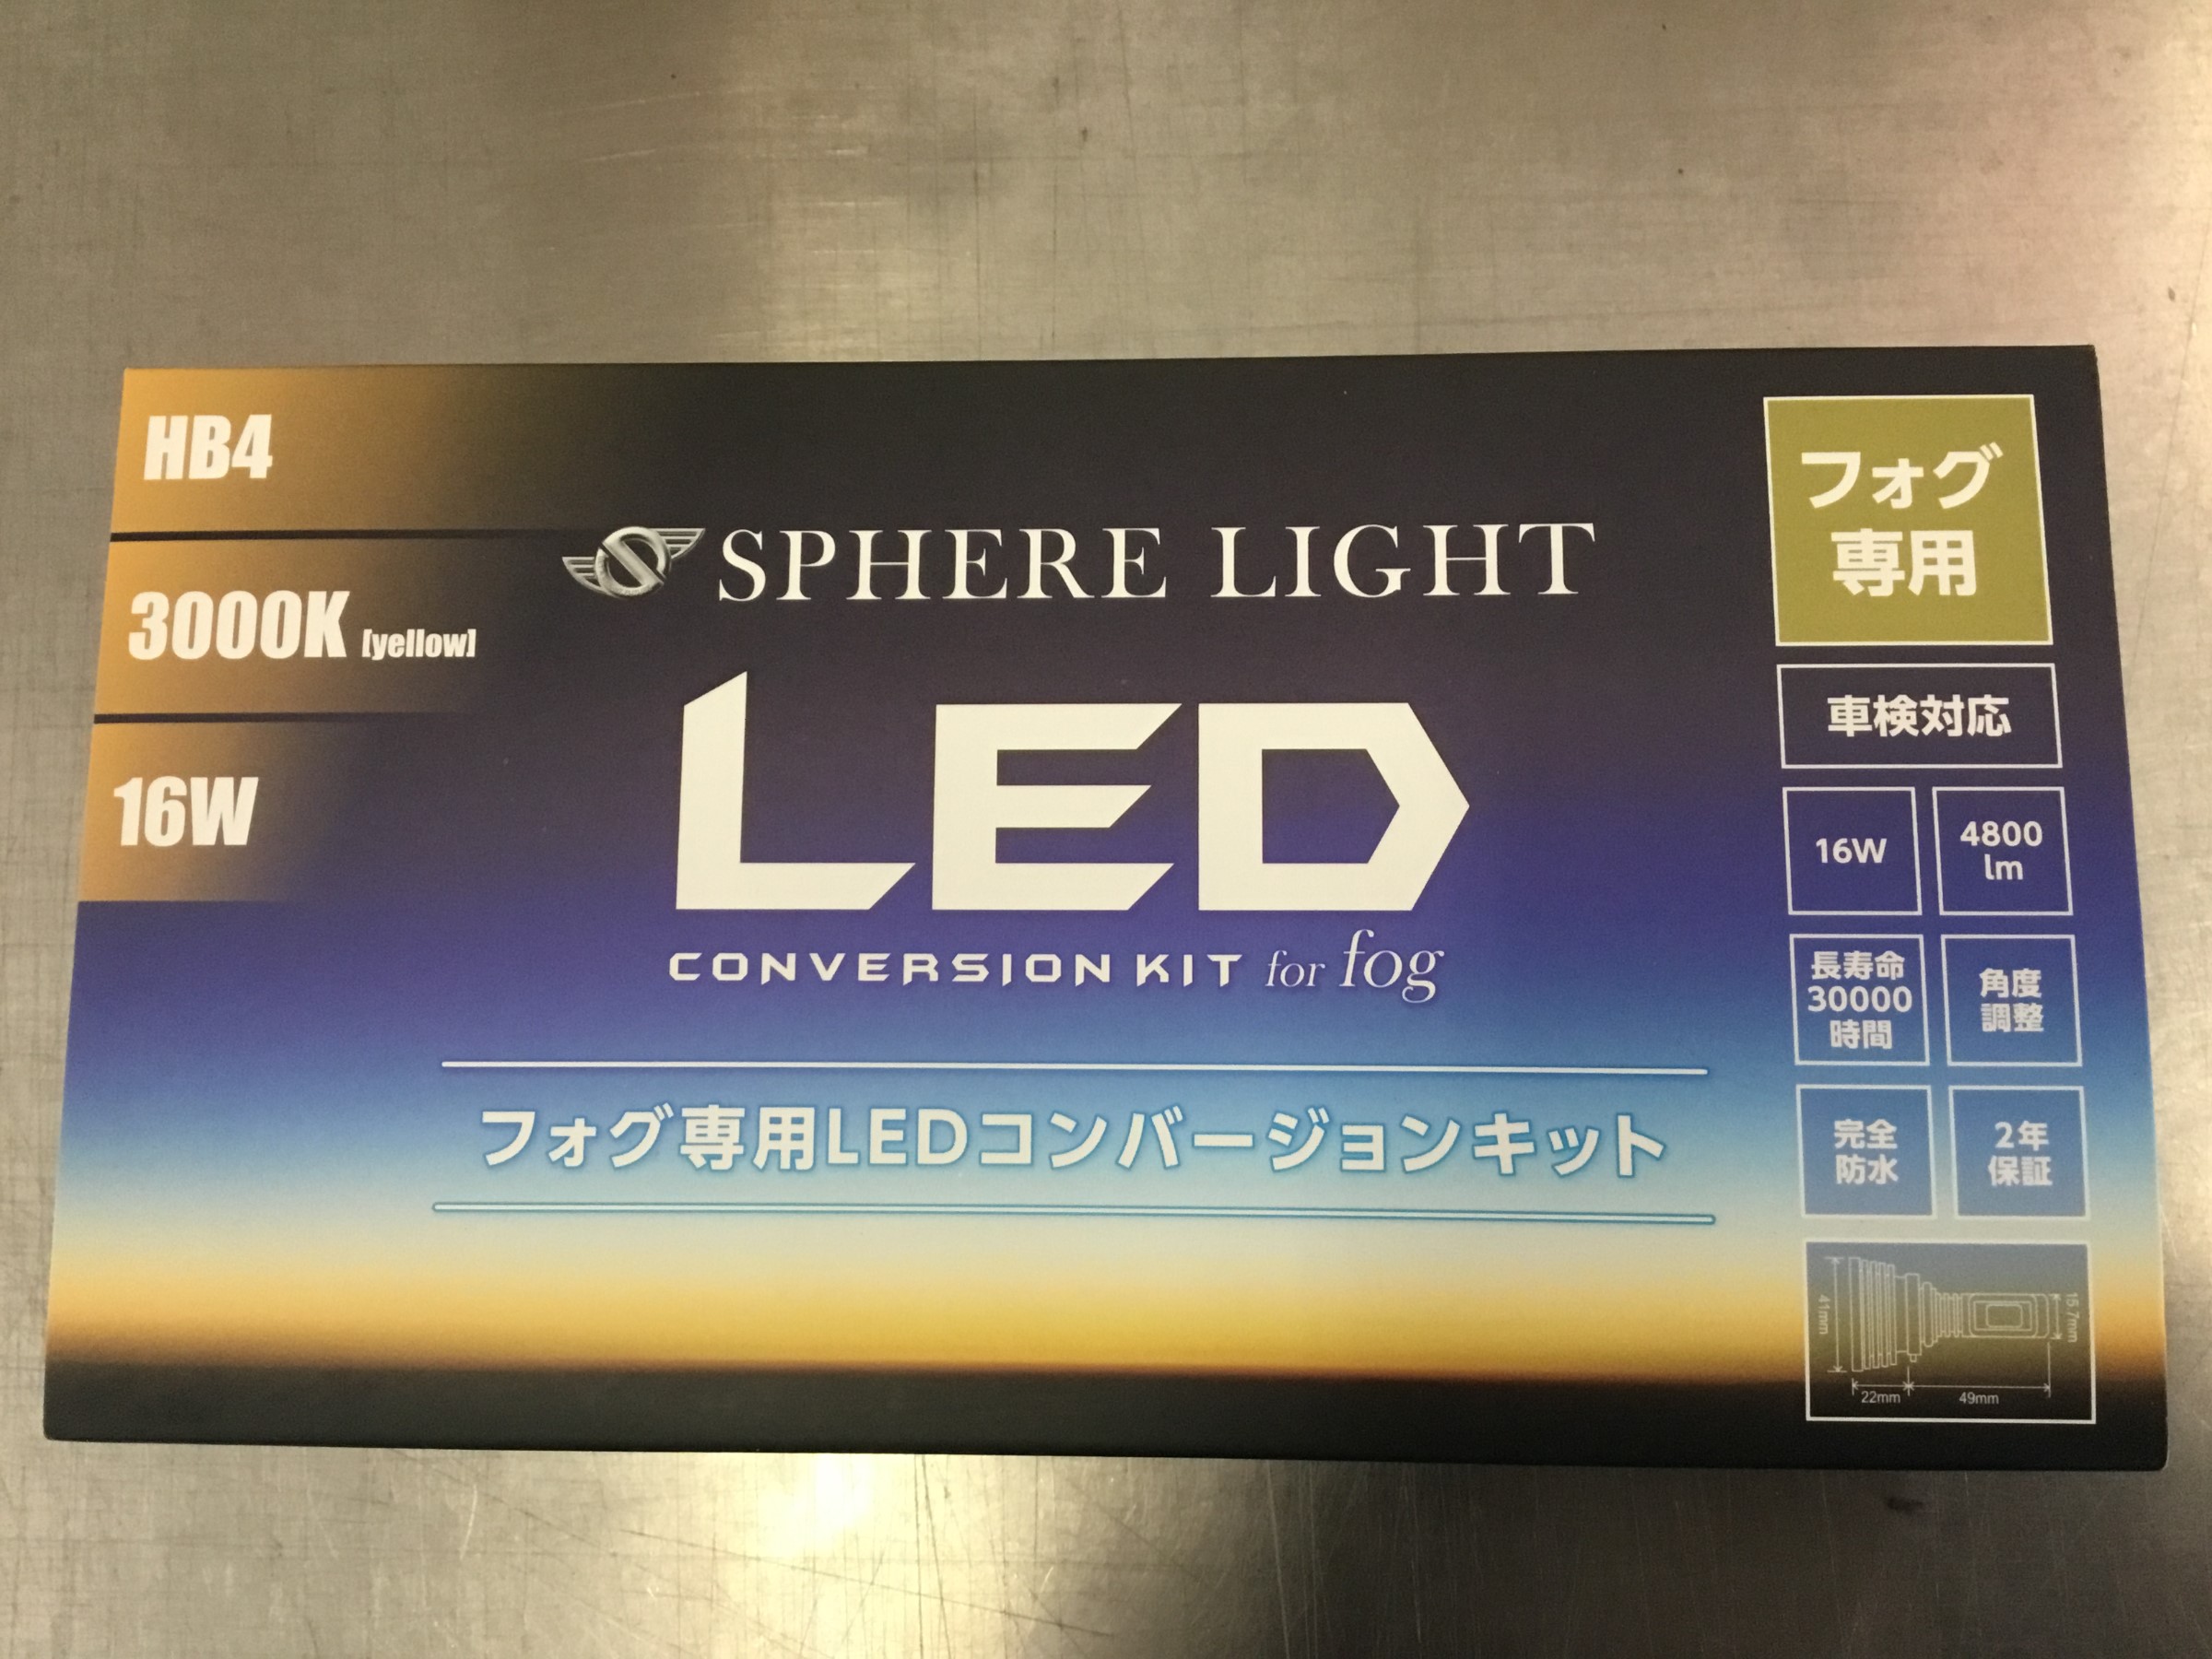 HB4
3000K [yellow]
16W
SPHERE LIGHT
LED
CONVERSION KIT for fog
フォグ専用LEDコンバージョンキット
フォグ
専用
車検対応
16W
4800
lm
長寿命
30000
時間
角度
調整
完全
防水
2年
保証
41mm
15.7mm
22mm
49mm